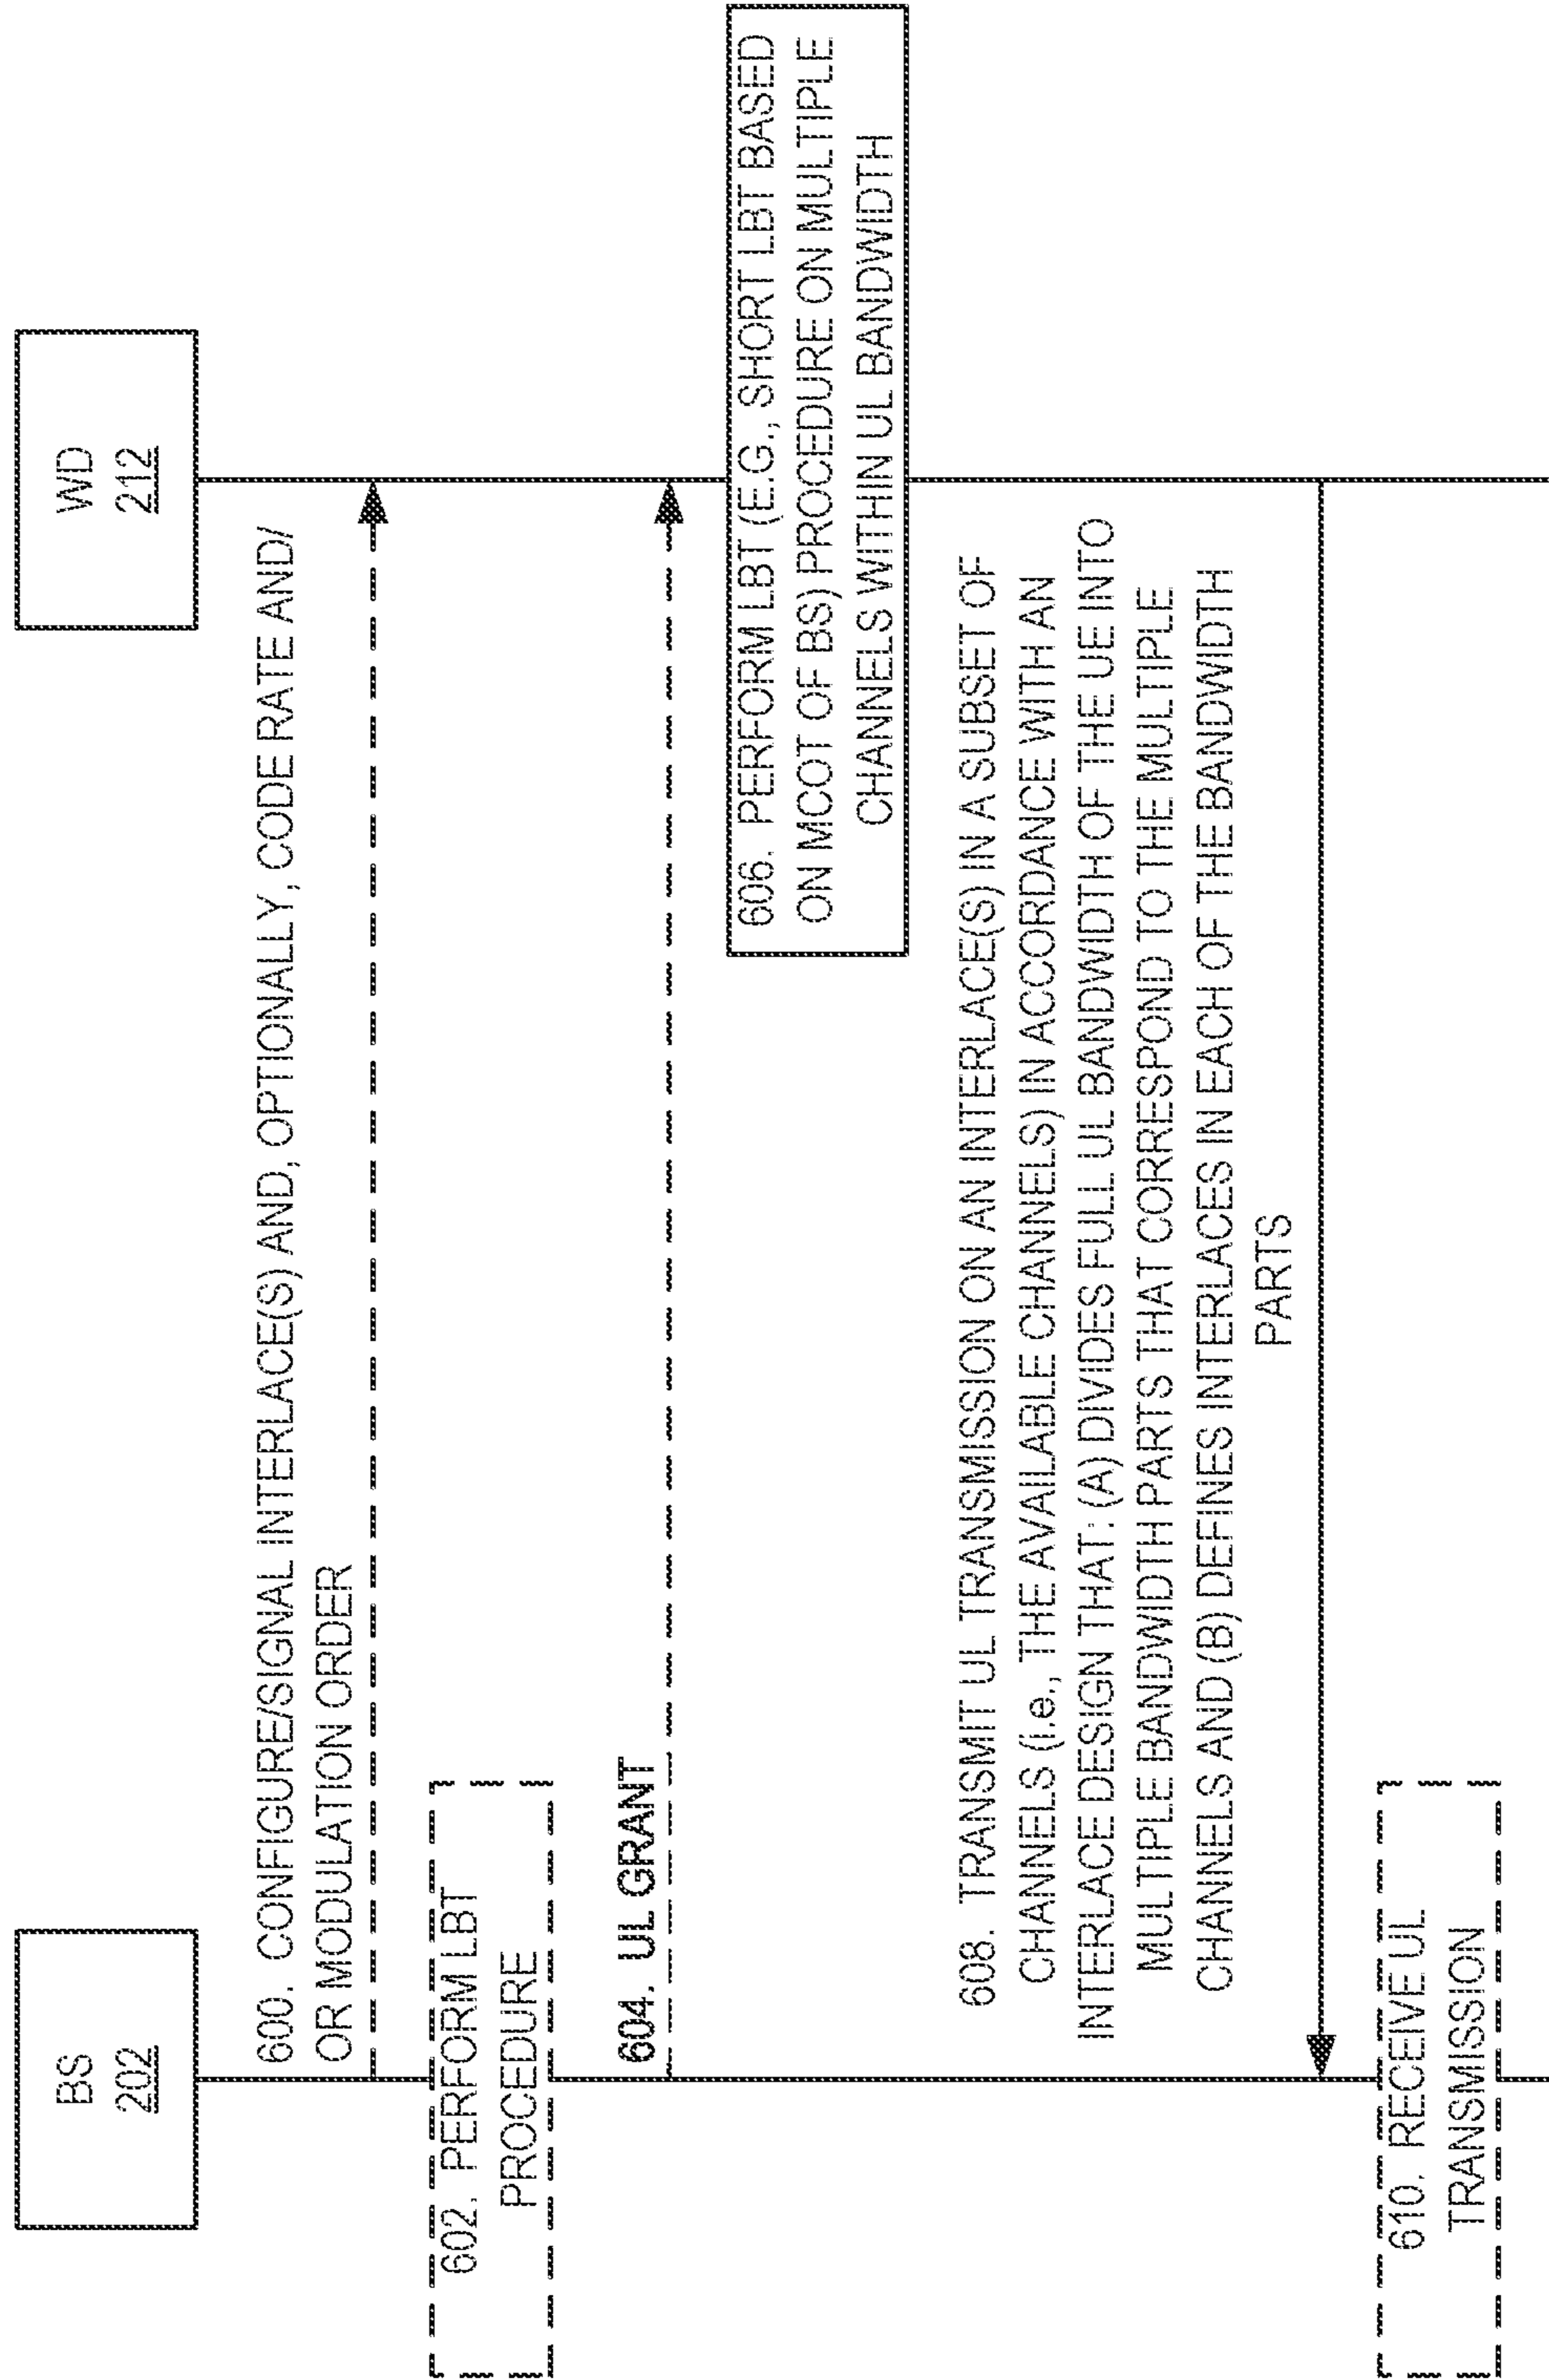 BS
202
WD
212
600. CONFIGURE/SIGNAL INTERLACE(S) AND, OPTIONALLY, CODE RATE AND/
OR MODULATION ORDER
602. PERFORM LBT
PROCEDURE
604. UL GRANT
606. PERFORM LBT (E.G., SHORT LBT BASED
ON MCOT OF BS) PROCEDURE ON MULTIPLE
CHANNELS WITHIN UL BANDWIDTH
608. TRANSMIT UL TRANSMISSION ON AN INTERLACE(S) IN A SUBSET OF
CHANNELS (i.e., THE AVAILABLE CHANNELS) IN ACCORDANCE WITH AN
INTERLACE DESIGN THAT: (A) DIVIDES FULL UL BANDWIDTH OF THE UE INTO
MULTIPLE BANDWIDTH PARTS THAT CORRESPOND TO THE MULTIPLE
CHANNELS AND (B) DEFINES INTERLACES IN EACH OF THE BANDWIDTH
PARTS
610. RECEIVE UL
TRANSMISSION